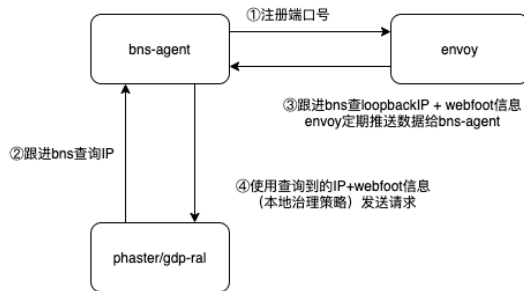 ①注册端口号
bns-agent
envoy
③跟进bns查loopbackIP + webfoot信息
envoy定期推送数据给bns-agent
②跟进bns查询IP
④使用查询到的IP+webfoot信息
（本地治理策略）发送请求
phaster/gdp-ral